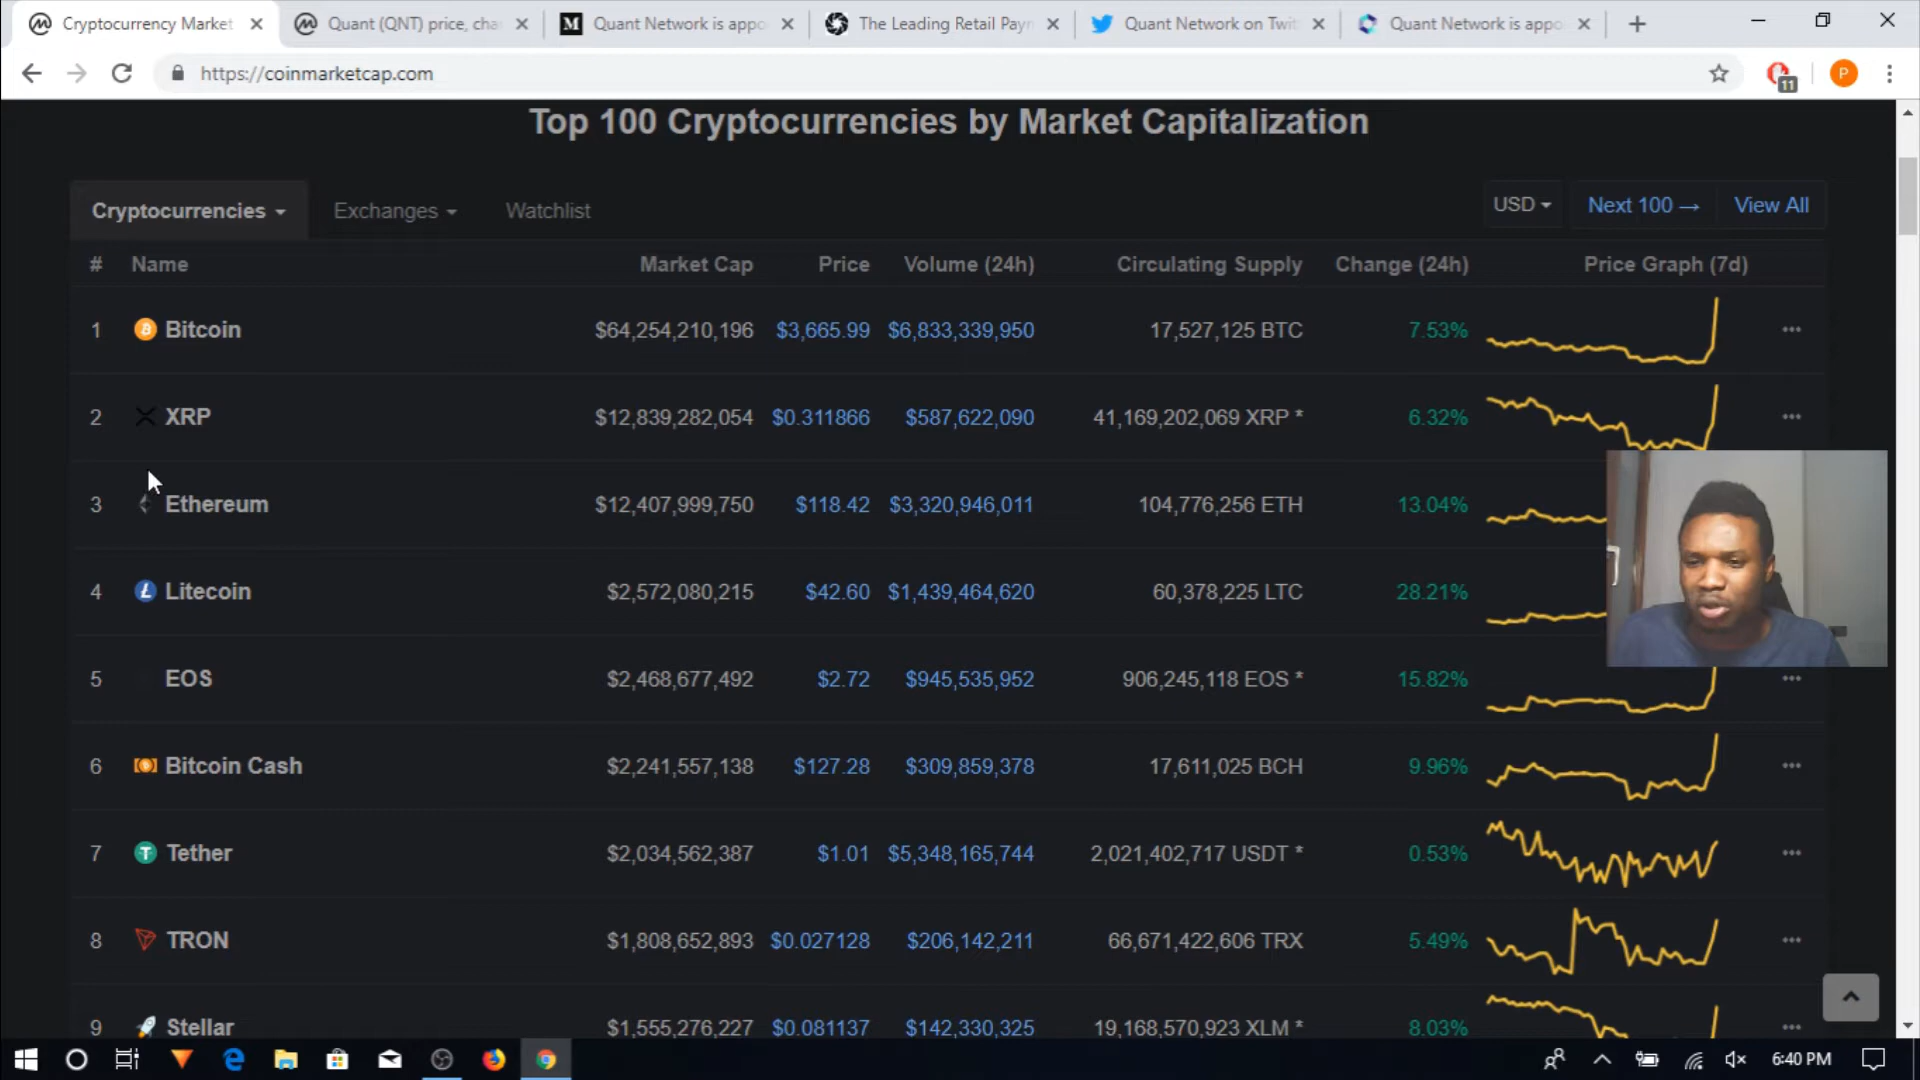 Cryptocurrency Market
Quant (QNT) price, cha
Quant Network is appo
The Leading Retail Paym
Quant Network on Twit
Quant Network is appo
https://coinmarketcap.com
11
P
Top 100 Cryptocurrencies by Market Capitalization
Cryptocurrencies
Exchanges
Watchlist
USD
Next 100 →
View All
# Name Market Cap Price Volume (24h) Circulating Supply Change (24h) Price Graph (7d)
1 Bitcoin $64,254,210,196 $3,665.99 $6,833,339,950 17,527,125 BTC 7.53%
2 XRP $12,839,282,054 $0.311866 $587,622,090 41,169,202,069 XRP * 6.32%
3 Ethereum $12,407,999,750 $118.42 $3,320,946,011 104,776,256 ETH 13.04%
4 Litecoin $2,572,080,215 $42.60 $1,439,464,620 60,378,225 LTC 28.21%
5 EOS $2,468,677,492 $2.72 $945,535,952 906,245,118 EOS * 15.82%
6 Bitcoin Cash $2,241,557,138 $127.28 $309,859,378 17,611,025 BCH 9.96%
7 Tether $2,034,562,387 $1.01 $5,348,165,744 2,021,402,717 USDT * 0.53%
8 TRON $1,808,652,893 $0.027128 $206,142,211 66,671,422,606 TRX 5.49%
9 Stellar $1,555,276,227 $0.081137 $142,330,325 19,168,570,923 XLM * 8.03%
6:40 PM